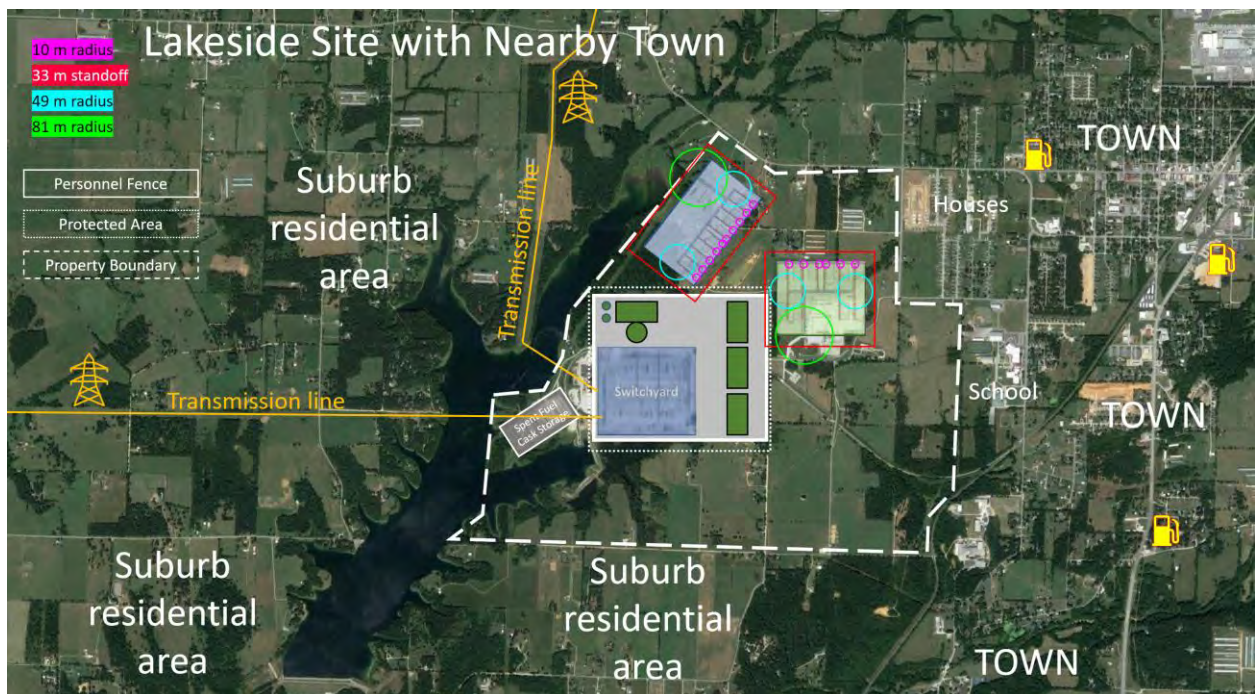 Lakeside Site with Nearby Town
10 m radius
33 m standoff
49 m radius
81 m radius
Personnel Fence
Protected Area
Property Boundary
Suburb
residential
area
Transmission line
TOWN
Houses
Transmission line
Switchyard
Spent Fuel
Cask Storage
School
TOWN
Suburb
residential
area
Suburb
residential
area
TOWN